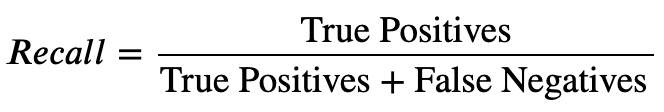 Recall = True Positives
True Positives + False Negatives